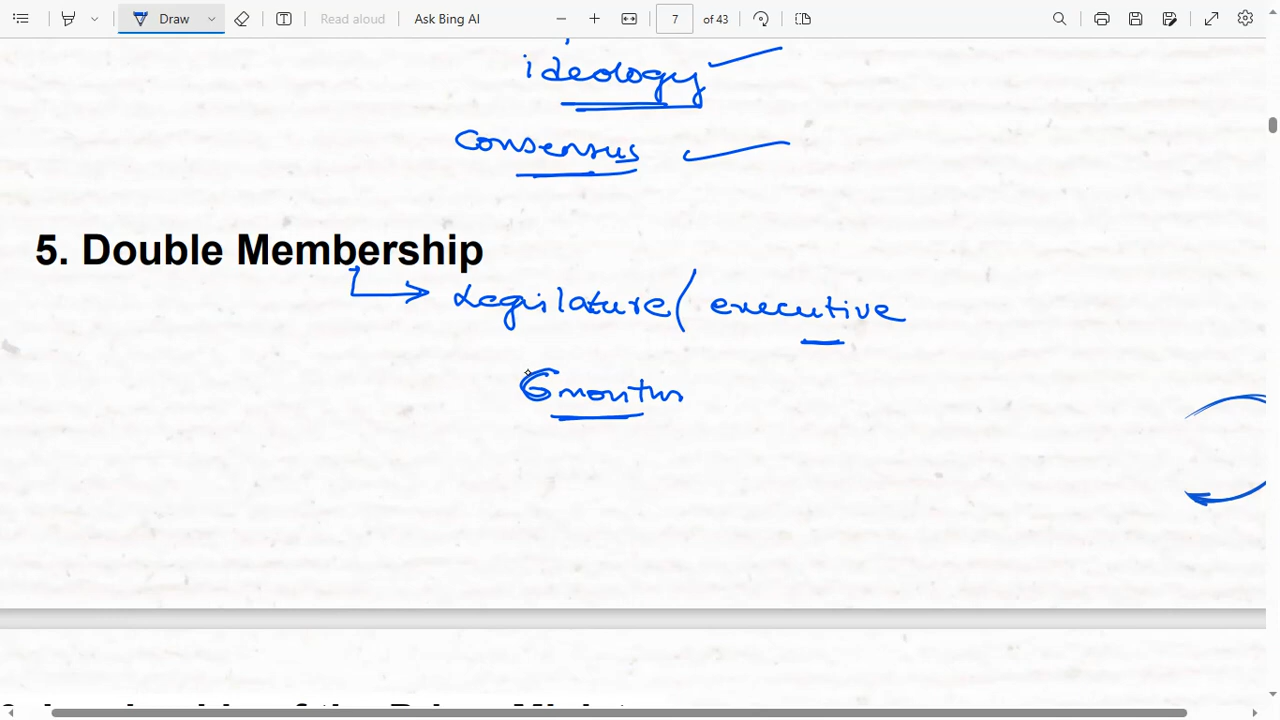 Draw
Read aloud
Ask Bing AI
7
of 43
ideology
Consensus
5. Double Membership
Legislature ( executive
6 months